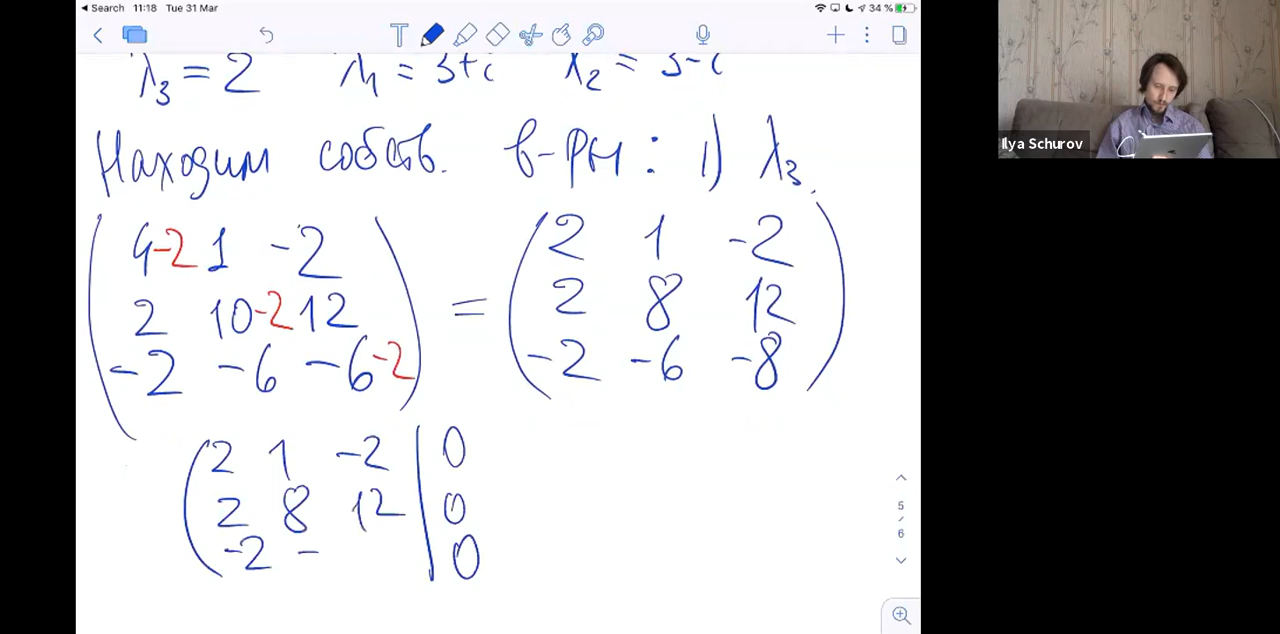 Search 11:18 Tue 31 Mar 34 %
λ₃ = 2 λ₁ = 3+i λ₂ = 3-i
Находим собств. в-ры: 1) λ₃.
4-2 1 -2 2 1 -2
2 10-2 12 = 2 8 12
-2 -6 -6-2 -2 -6 -8
2 1 -2 | 0
2 8 12 | 0
-2 - | 0
5
/
6
Ilya Schurov